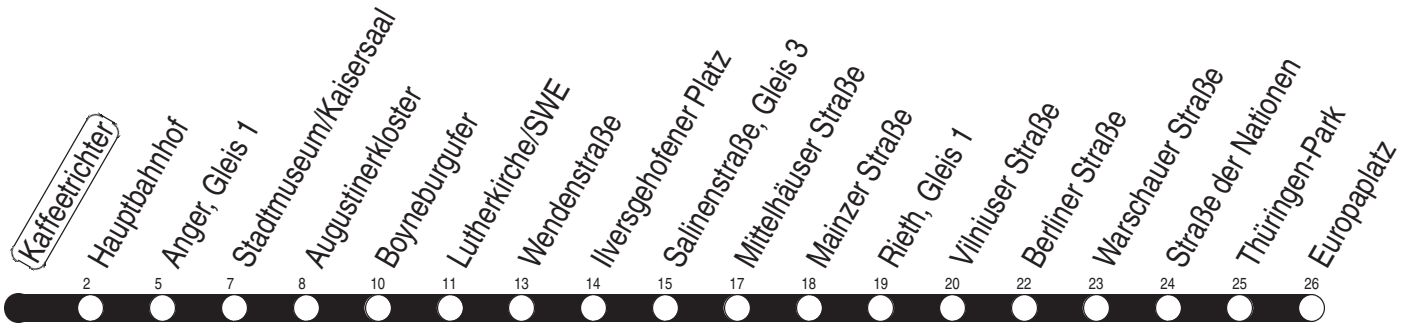 Kaffeetrichter
Hauptbahnhof
Anger, Gleis 1
Stadtmuseum/Kaisersaal
Augustinerkloster
Boyneburgufer
Lutherkirche/SWE
Wendenstraße
Ilversgehofener Platz
Salinenstraße, Gleis 3
Mittelhäuser Straße
Mainzer Straße
Rieth, Gleis 1
Vilniuser Straße
Berliner Straße
Warschauer Straße
Straße der Nationen
Thüringen-Park
Europaplatz
2 5 7 8 10 11 13 14 15 17 18 19 20 22 23 24 25 26